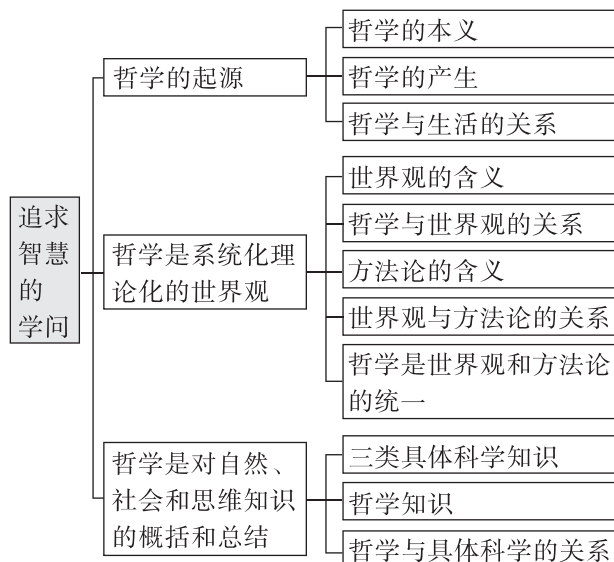 追求
智慧
的
学问
哲学的起源
哲学的本义
哲学的产生
哲学与生活的关系
哲学是系统化理
论化的世界观
世界观的含义
哲学与世界观的关系
方法论的含义
世界观与方法论的关系
哲学是世界观和方法论
的统一
哲学是对自然、
社会和思维知识
的概括和总结
三类具体科学知识
哲学知识
哲学与具体科学的关系